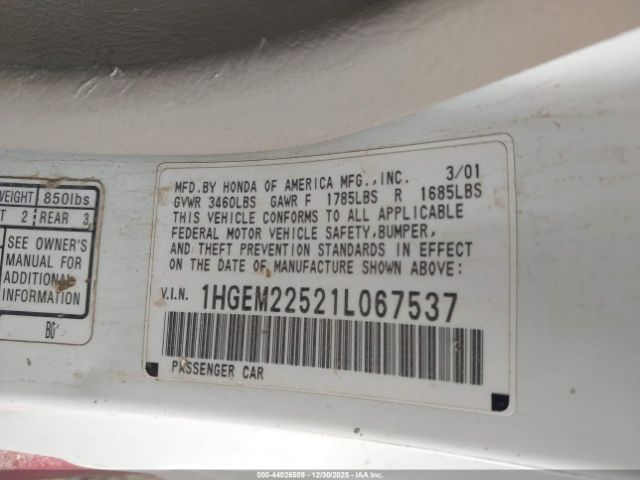 WEIGHT 850lbs
2 REAR 3
SEE OWNER'S
MANUAL FOR
ADDITIONAL
INFORMATION
MFD.BY HONDA OF AMERICA MFG.,INC. 3/01
GVWR 3460LBS GAWR F 1785LBS R 1685LBS
THIS VEHICLE CONFORMS TO ALL APPLICABLE
FEDERAL MOTOR VEHICLE SAFETY,BUMPER,
AND THEFT PREVENTION STANDARDS IN EFFECT
ON THE DATE OF MANUFACTURE SHOWN ABOVE:
V.I.N. 1HGEM22521L067537
PASSENGER CAR
000-44026509 - 12/30/2025 - IAA